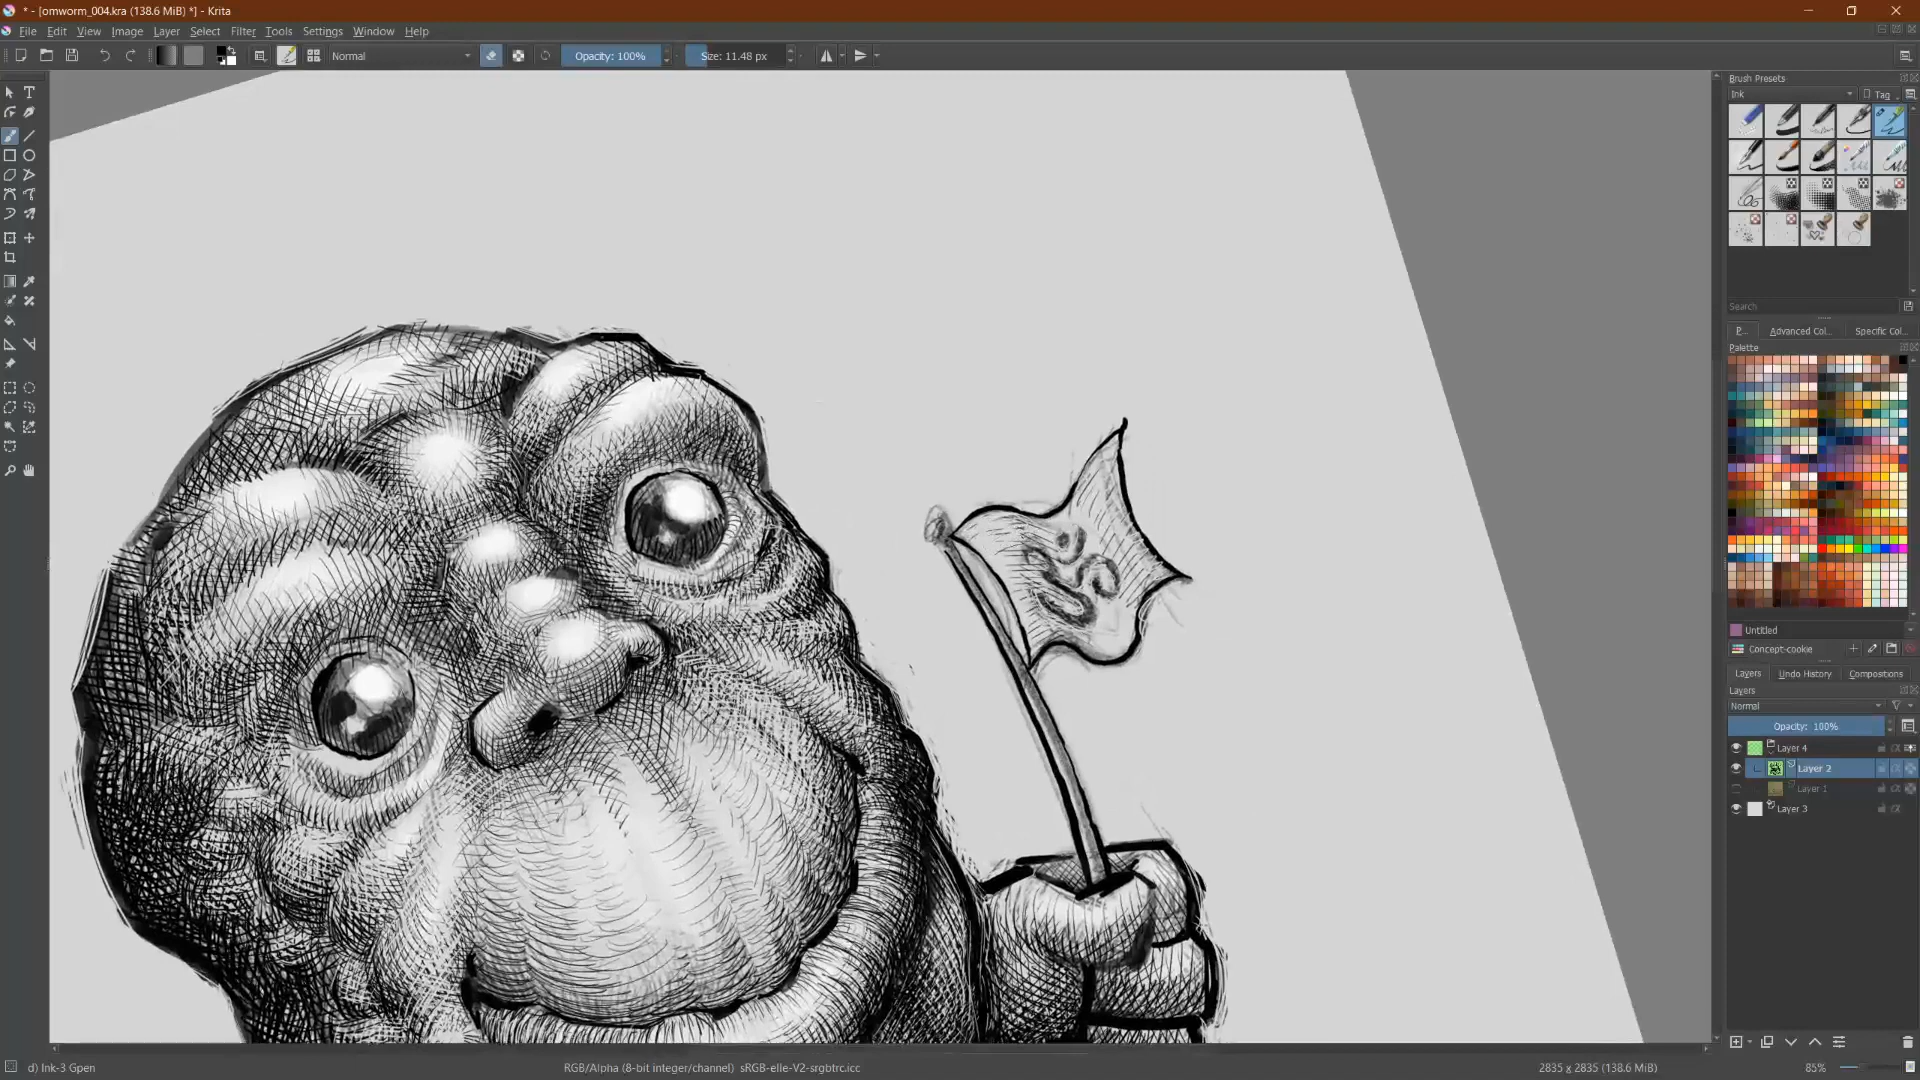 * - [omworm_004.kra (138.6 MiB) *] - Krita
File Edit View Image Layer Select Filter Tools Settings Window Help
Normal Opacity: 100% Size: 11.48 px
Brush Presets
Ink Tag
Search
P... Advanced Col... Specific Col...
Palette
ॐ
Untitled
Concept-cookie
Layers Undo History Compositions
Layers
Normal
Opacity: 100%
Layer 4
Layer 2
Layer 1
Layer 3
d) Ink-3 Gpen RGB/Alpha (8-bit integer/channel) sRGB-elle-V2-srgbtrc.icc 2835 x 2835 (138.6 MiB) 85%